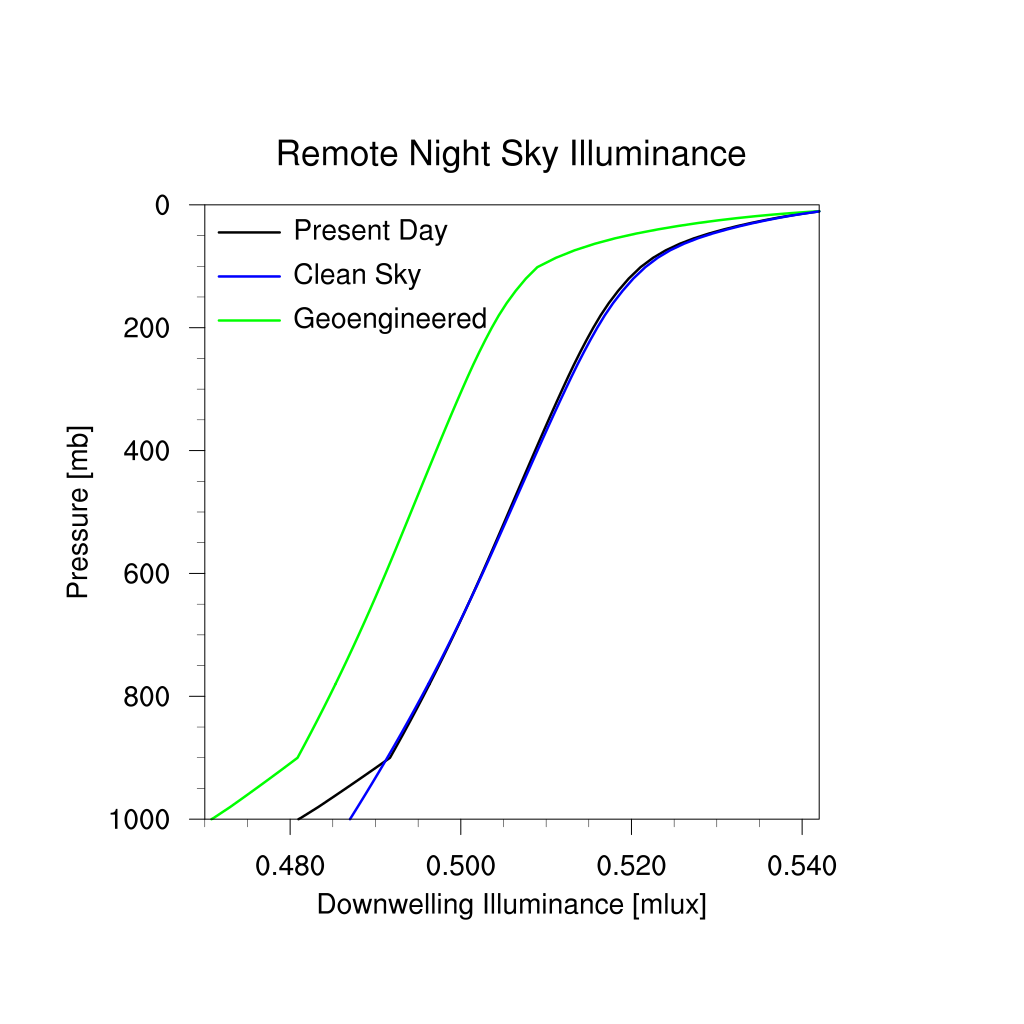 Remote Night Sky Illuminance
0
200
400
600
800
1000
Pressure [mb]
Present Day
Clean Sky
Geoengineered
0.480 0.500 0.520 0.540
Downwelling Illuminance [mlux]